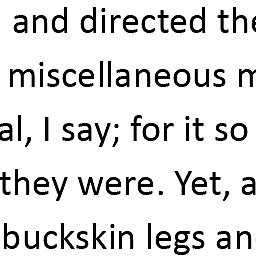 and directed the
miscellaneous m
al, I say; for it so
they were. Yet, a
buckskin legs an